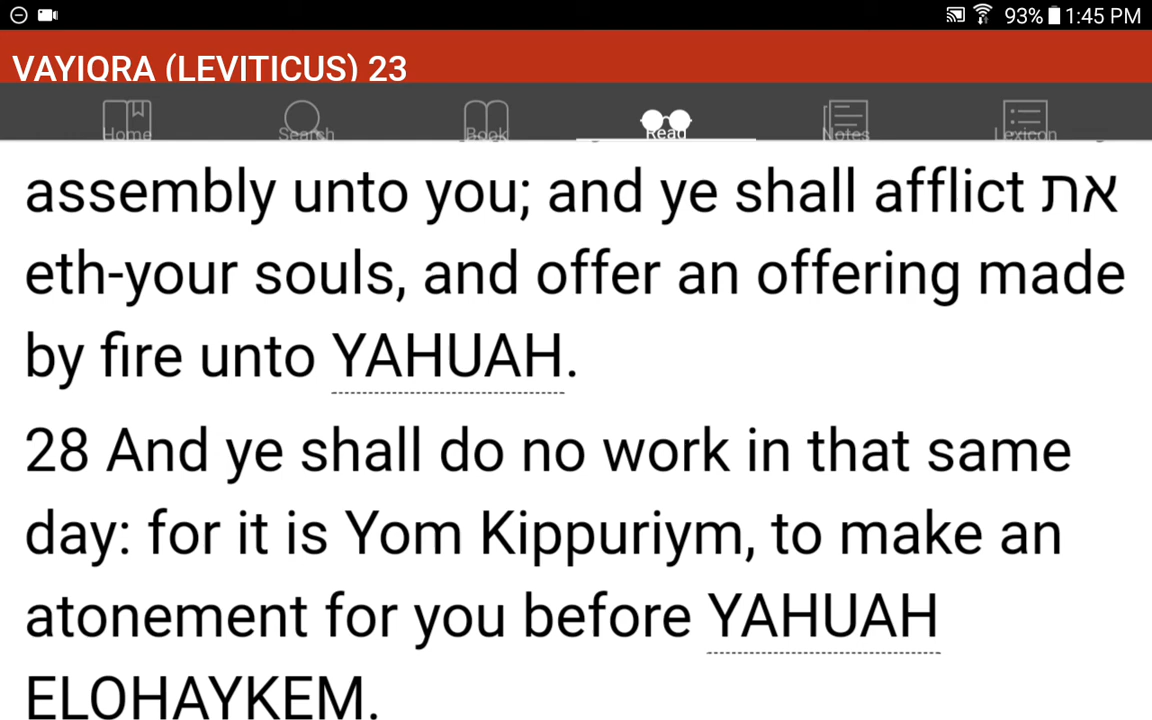 93% 1:45 PM
VAYIQRA (LEVITICUS) 23
Home Search Book Read Notes Lexicon
assembly unto you; and ye shall afflict את
eth-your souls, and offer an offering made
by fire unto YAHUAH.
28 And ye shall do no work in that same
day: for it is Yom Kippuriym, to make an
atonement for you before YAHUAH
ELOHAYKEM.